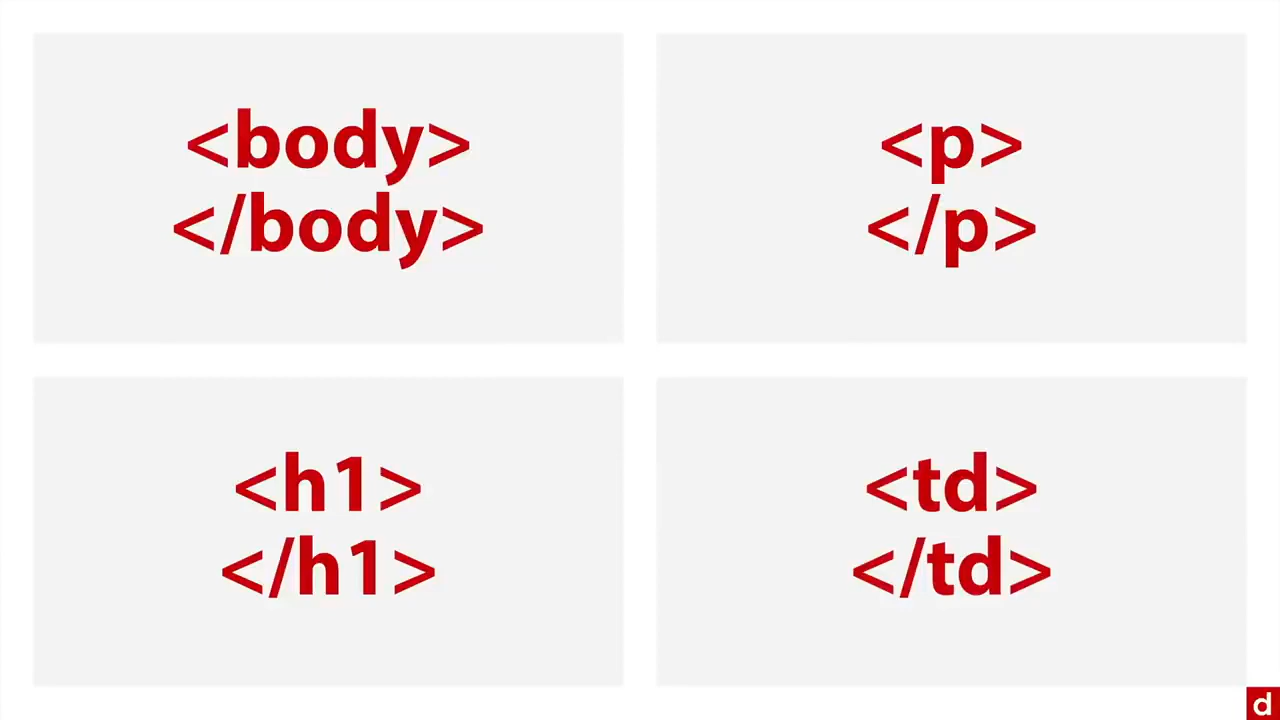 <body>
</body>
<p>
</p>
<h1>
</h1>
<td>
</td>
d